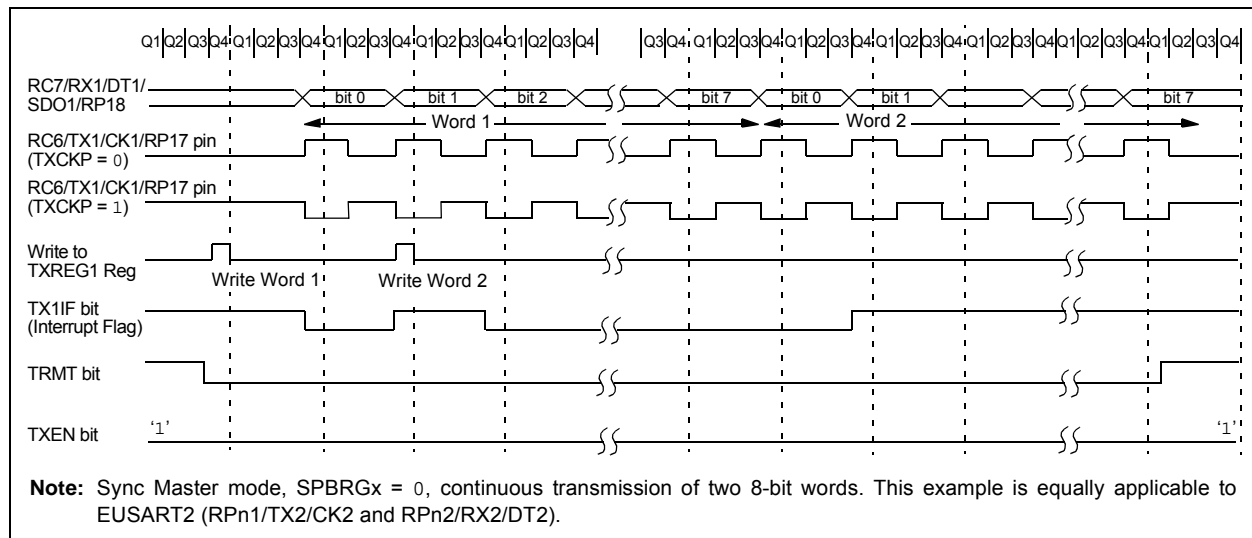 Q1 Q2 Q3 Q4 Q1 Q2 Q3 Q4 Q1 Q2 Q3 Q4 Q1 Q2 Q3 Q4 Q1 Q2 Q3 Q4 Q3 Q4 Q1 Q2 Q3 Q4 Q1 Q2 Q3 Q4 Q1 Q2 Q3 Q4 Q1 Q2 Q3 Q4 Q1 Q2 Q3 Q4 Q1 Q2 Q3 Q4
RC7/RX1/DT1/
SDO1/RP18
bit 0 bit 1 bit 2 bit 7 bit 0 bit 1 bit 7
Word 1 Word 2
RC6/TX1/CK1/RP17 pin
(TXCKP = 0)
RC6/TX1/CK1/RP17 pin
(TXCKP = 1)
Write to
TXREG1 Reg
Write Word 1 Write Word 2
TX1IF bit
(Interrupt Flag)
TRMT bit
TXEN bit
‘1’ ‘1’
Note: Sync Master mode, SPBRGx = 0, continuous transmission of two 8-bit words. This example is equally applicable to
EUSART2 (RPn1/TX2/CK2 and RPn2/RX2/DT2).